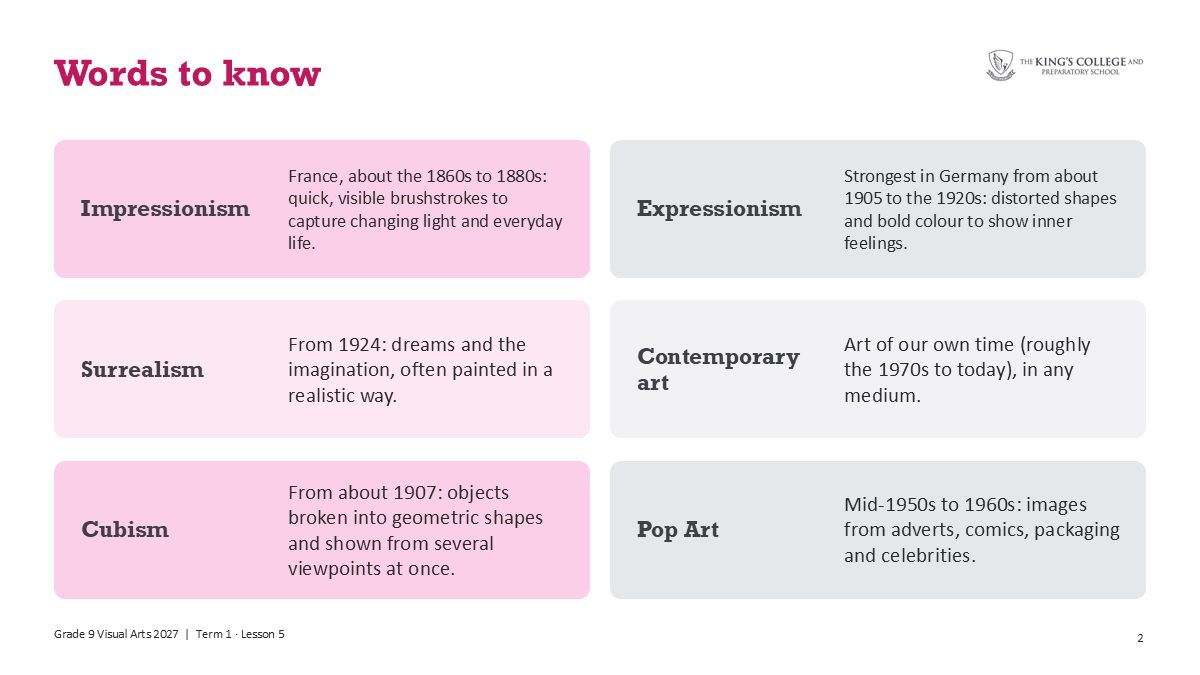 Words to know
THE KING'S COLLEGE AND
PREPARATORY SCHOOL
Impressionism
France, about the 1860s to 1880s:
quick, visible brushstrokes to
capture changing light and everyday
life.
Expressionism
Strongest in Germany from about
1905 to the 1920s: distorted shapes
and bold colour to show inner
feelings.
Surrealism
From 1924: dreams and the
imagination, often painted in a
realistic way.
Contemporary
art
Art of our own time (roughly
the 1970s to today), in any
medium.
Cubism
From about 1907: objects
broken into geometric shapes
and shown from several
viewpoints at once.
Pop Art
Mid-1950s to 1960s: images
from adverts, comics, packaging
and celebrities.
Grade 9 Visual Arts 2027 | Term 1 · Lesson 5
2